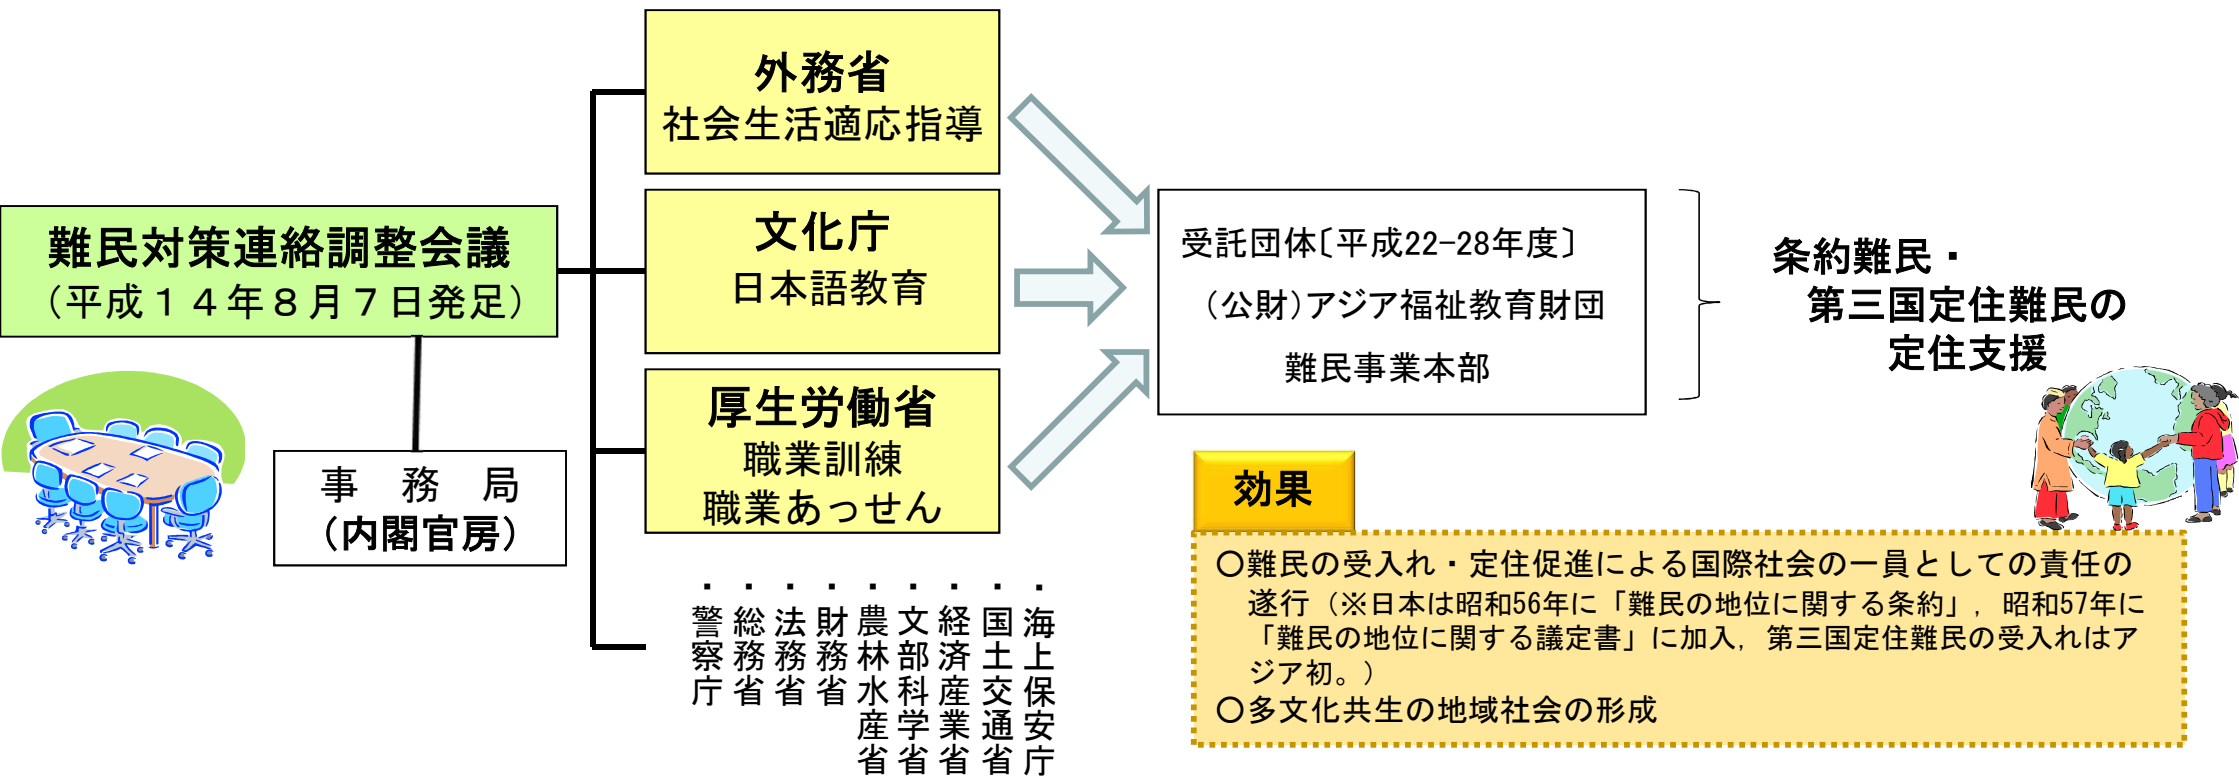 難民対策連絡調整会議
（平成１４年８月７日発足）
事　務　局
（内閣官房）
外務省
社会生活適応指導
文化庁
日本語教育
厚生労働省
職業訓練
職業あっせん
・警察庁
・総務省
・法務省
・財務省
・農林水産省
・文部科学省
・経済産業省
・国土交通省
・海上保安庁
受託団体〔平成22-28年度〕
（公財）アジア福祉教育財団
難民事業本部
条約難民・
第三国定住難民の
定住支援
効果
○難民の受入れ・定住促進による国際社会の一員としての責任の
遂行（※日本は昭和56年に「難民の地位に関する条約」，昭和57年に
「難民の地位に関する議定書」に加入，第三国定住難民の受入れはア
ジア初。）
○多文化共生の地域社会の形成